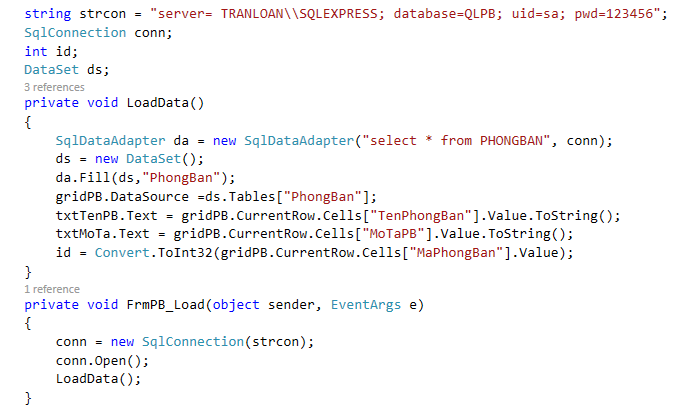 string strcon = "server= TRANLOAN\\SQLEXPRESS; database=QLPB; uid=sa; pwd=123456";
SqlConnection conn;
int id;
DataSet ds;
3 references
private void LoadData()
{
    SqlDataAdapter da = new SqlDataAdapter("select * from PHONGBAN", conn);
    ds = new DataSet();
    da.Fill(ds,"PhongBan");
    gridPB.DataSource =ds.Tables["PhongBan"];
    txtTenPB.Text = gridPB.CurrentRow.Cells["TenPhongBan"].Value.ToString();
    txtMoTa.Text = gridPB.CurrentRow.Cells["MoTaPB"].Value.ToString();
    id = Convert.ToInt32(gridPB.CurrentRow.Cells["MaPhongBan"].Value);
}
1 reference
private void FrmPB_Load(object sender, EventArgs e)
{
    conn = new SqlConnection(strcon);
    conn.Open();
    LoadData();
}